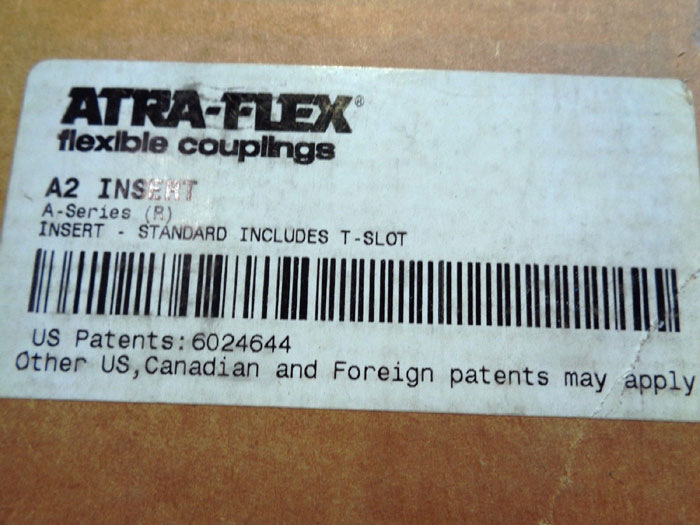 ATRA-FLEX®
flexible couplings
A2 INSERT
A-Series (R)
INSERT - STANDARD INCLUDES T-SLOT
US Patents:6024644
Other US,Canadian and Foreign patents may apply